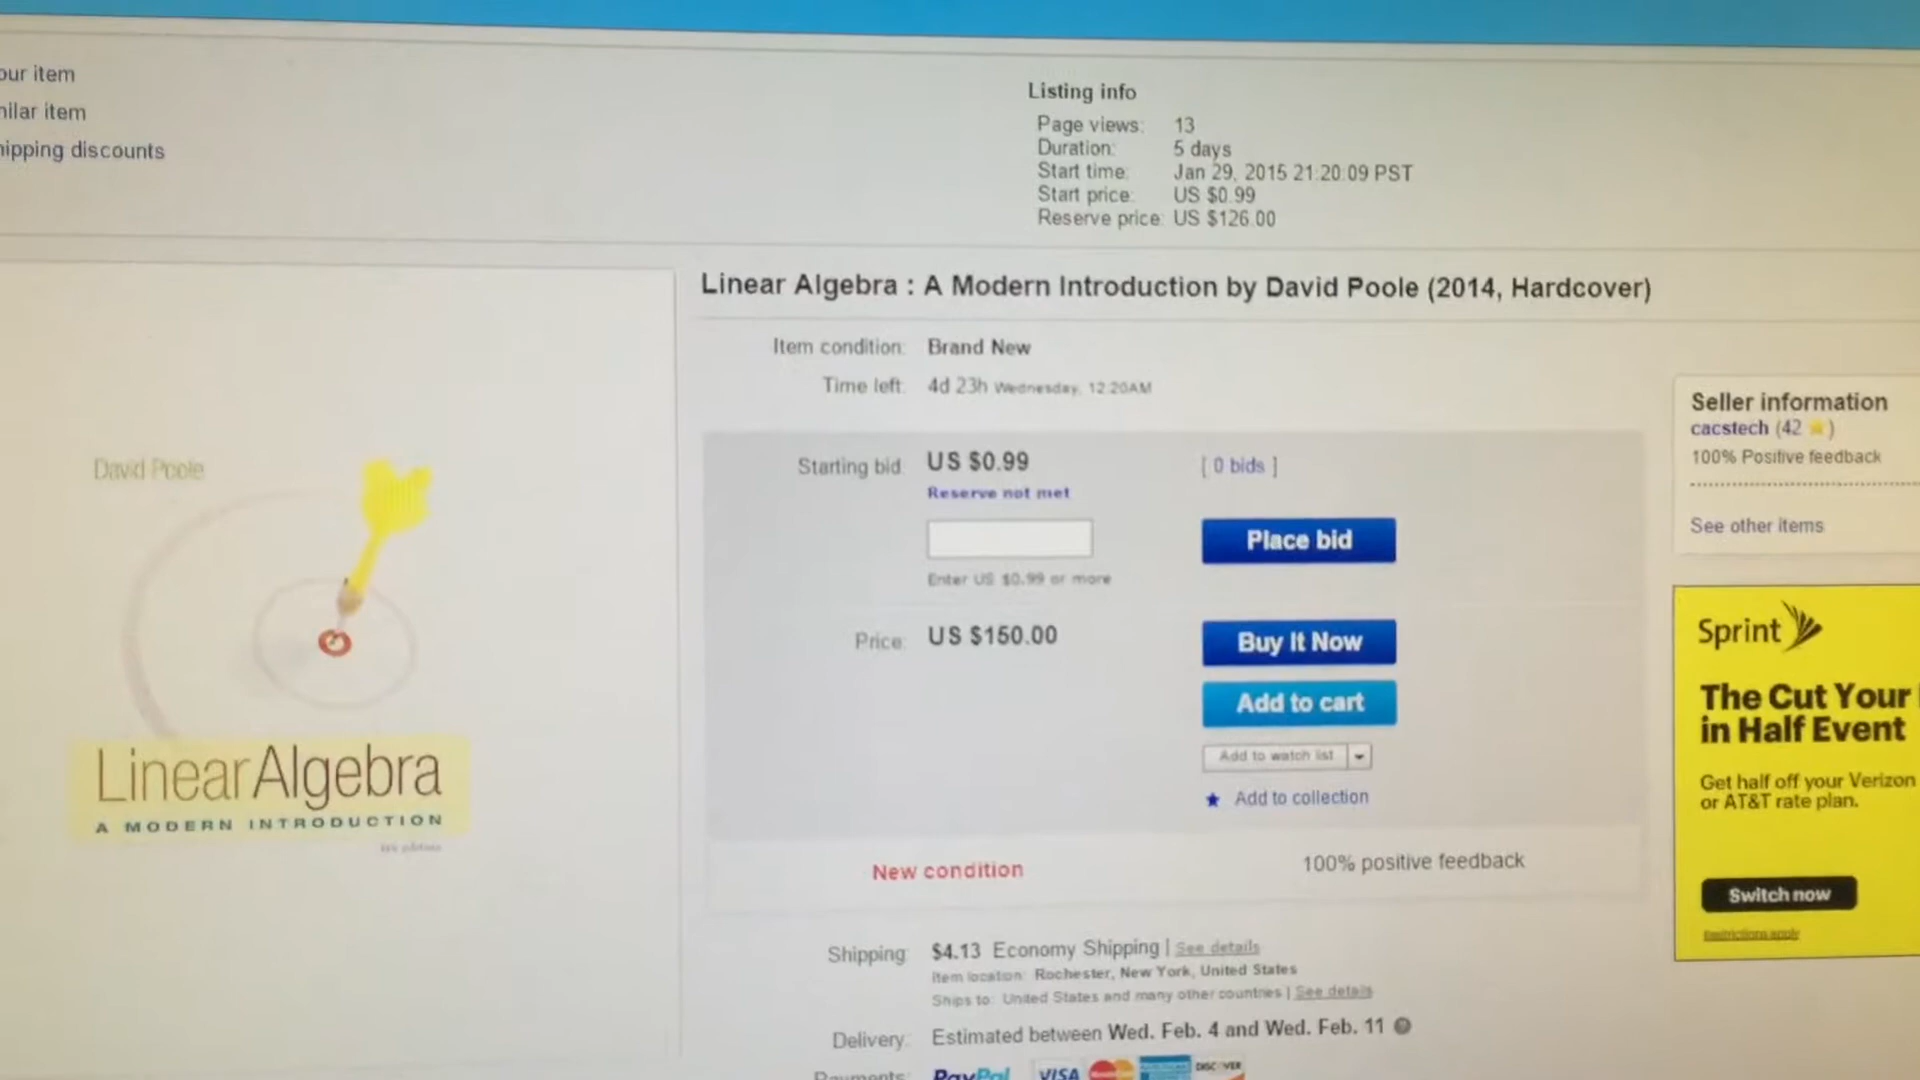 our item
nilar item
hipping discounts
Listing info
Page views: 13
Duration: 5 days
Start time: Jan 29, 2015 21:20:09 PST
Start price: US $0.99
Reserve price: US $126.00
Linear Algebra : A Modern Introduction by David Poole (2014, Hardcover)
Item condition: Brand New
Time left: 4d 23h Wednesday, 12:20AM
Starting bid: US $0.99 [ 0 bids ]
Reserve not met
Place bid
Enter US $0.99 or more
Price: US $150.00
Buy It Now
Add to cart
Add to watch list
Add to collection
New condition
100% positive feedback
Shipping: $4.13 Economy Shipping | See details
Item location: Rochester, New York, United States
Ships to: United States and many other countries | See details
Delivery: Estimated between Wed. Feb. 4 and Wed. Feb. 11
Payments: PayPal VISA MasterCard DISCOVER
David Poole
LinearAlgebra
A MODERN INTRODUCTION
Seller information
cacstech (42 )
100% Positive feedback
See other items
Sprint
The Cut Your
in Half Event
Get half off your Verizon
or AT&T rate plan.
Switch now
Restrictions apply